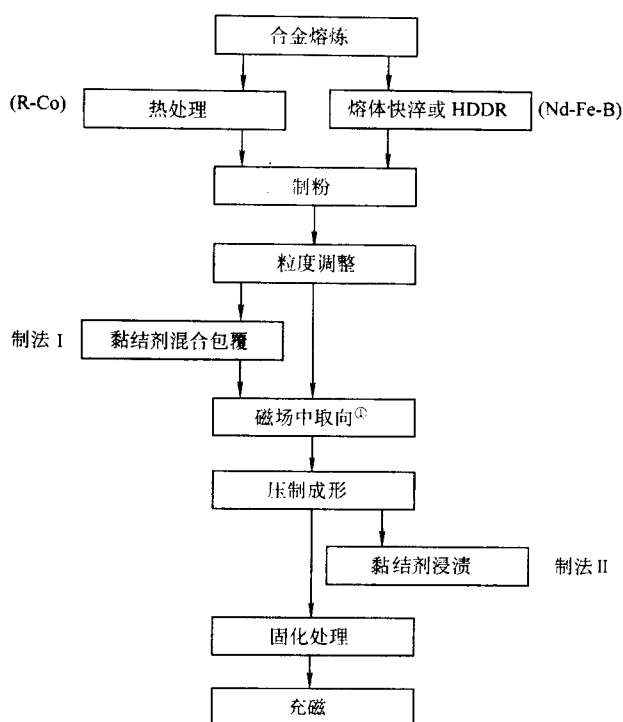 合金熔炼
(R-Co)
热处理
熔体快淬或 HDDR
(Nd-Fe-B)
制粉
粒度调整
制法 I
黏结剂混合包覆
磁场中取向①
压制成形
黏结剂浸渍
制法 II
固化处理
充磁